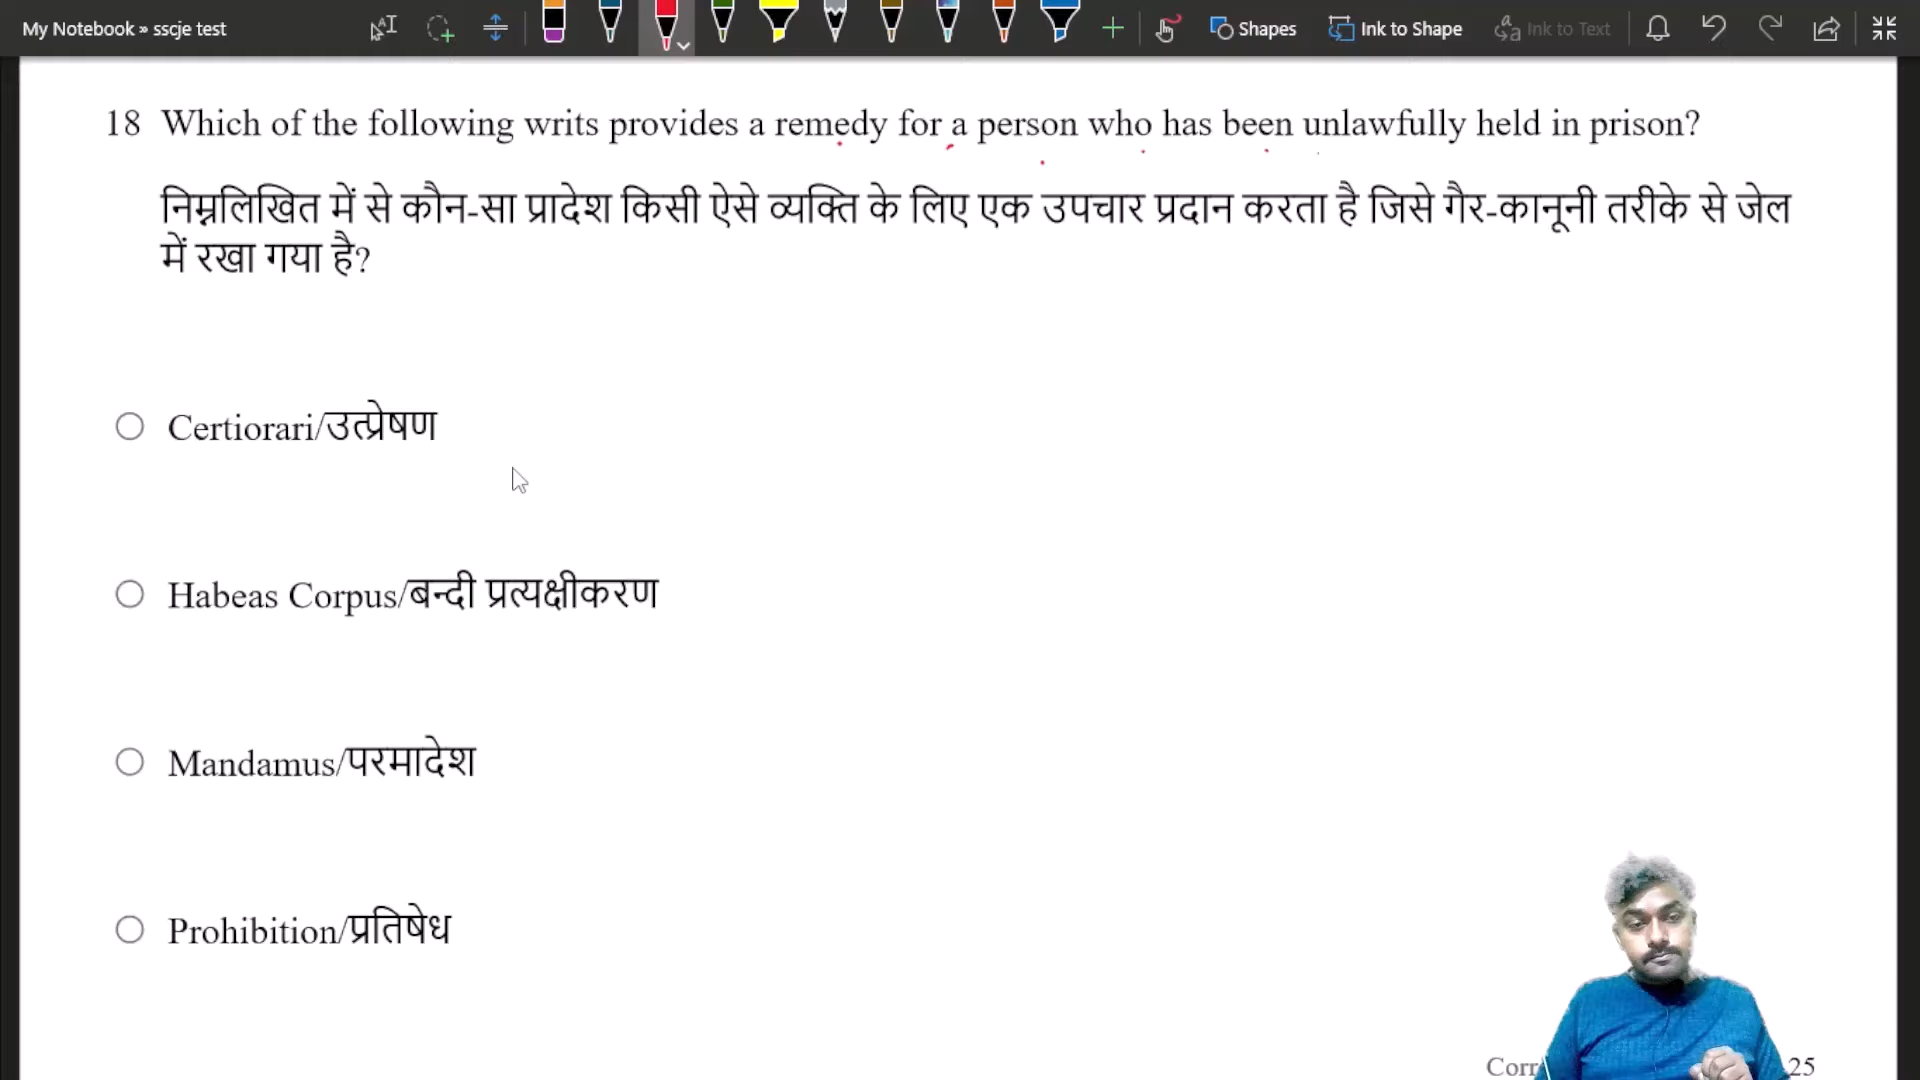 My Notebook » sscje test
Shapes
Ink to Shape
Ink to Text
18 Which of the following writs provides a remedy for a person who has been unlawfully held in prison?
निम्नलिखित में से कौन-सा प्रादेश किसी ऐसे व्यक्ति के लिए एक उपचार प्रदान करता है जिसे गैर-कानूनी तरीके से जेल
में रखा गया है?
Certiorari/उत्प्रेषण
Habeas Corpus/बन्दी प्रत्यक्षीकरण
Mandamus/परमादेश
Prohibition/प्रतिषेध
25